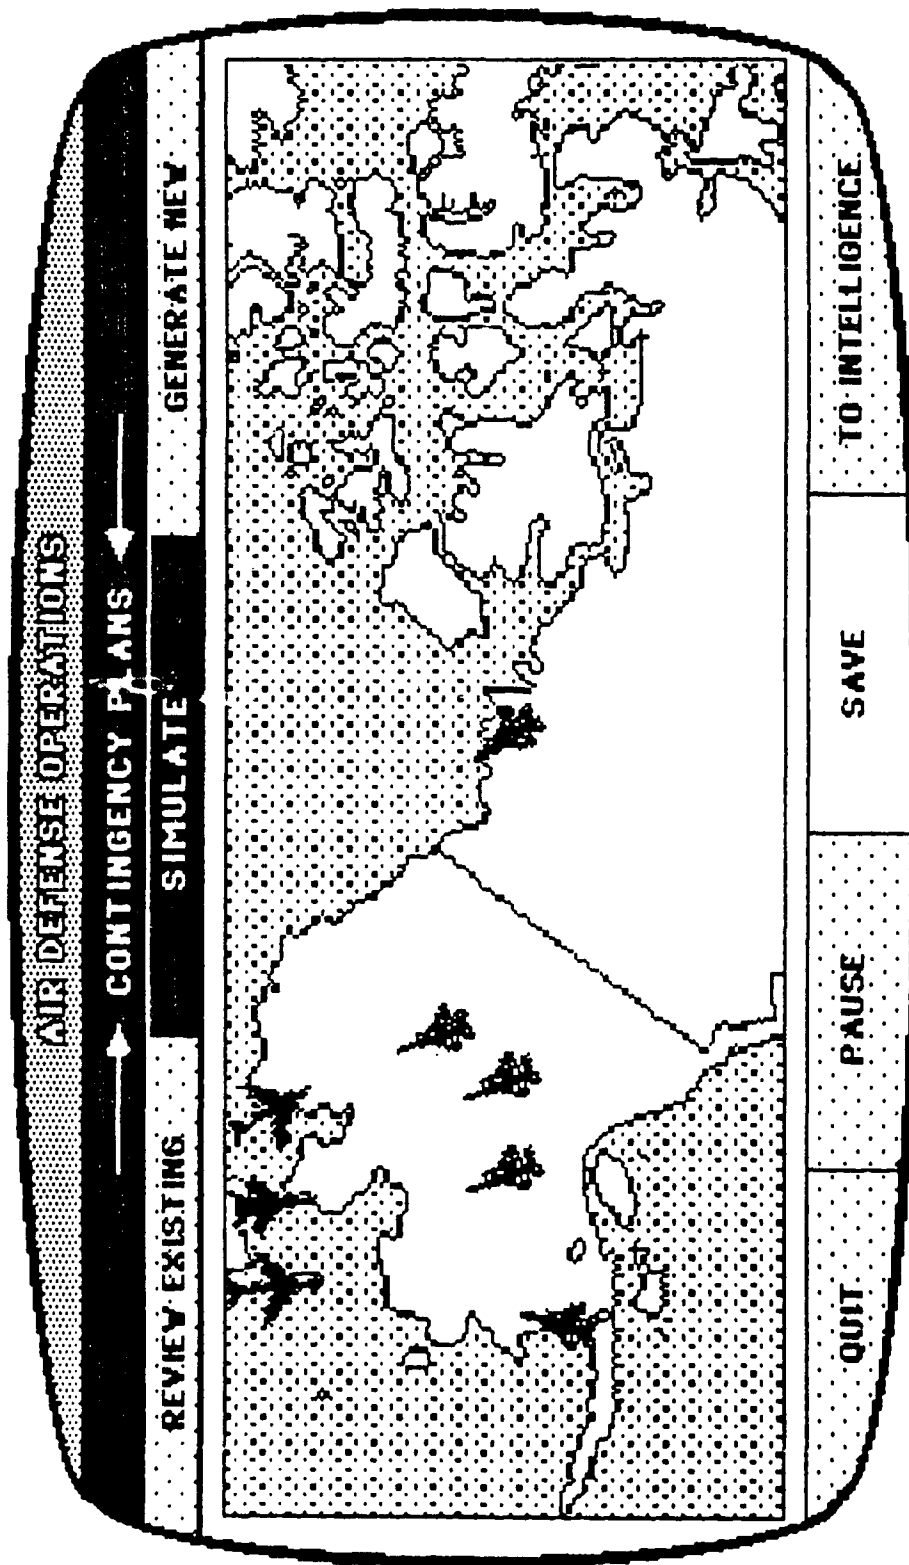 AIR DEFENSE OPERATIONS
CONTINGENCY PLANS
REVIEW EXISTING SIMULATE GENERATE NEW
QUIT PAUSE SAVE TO INTELLIGENCE